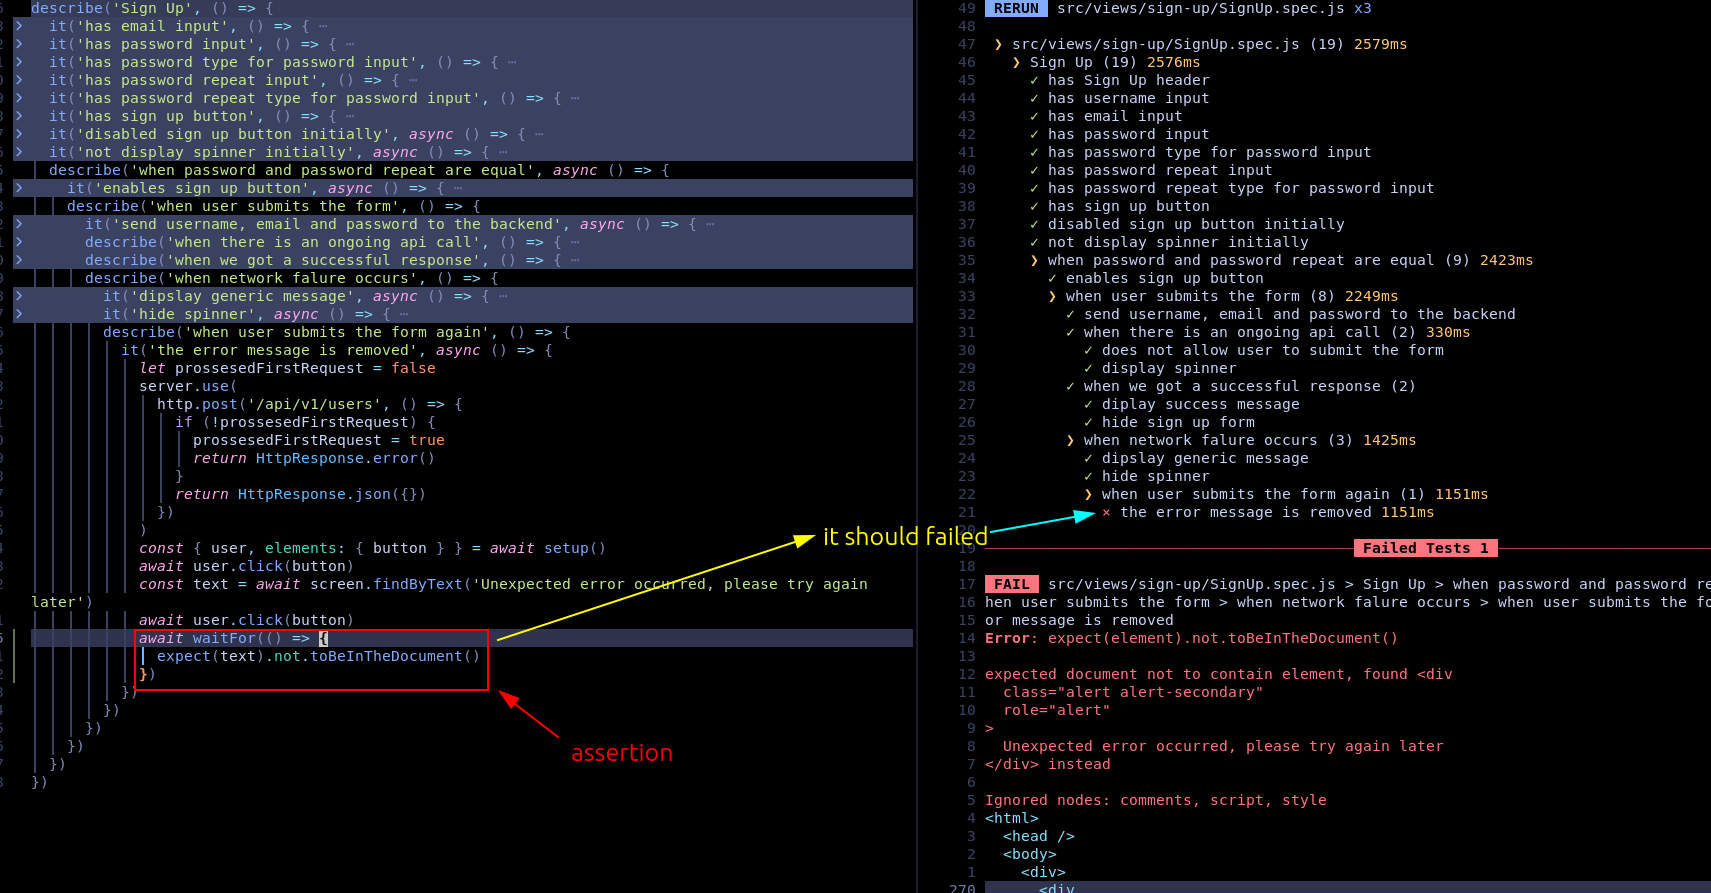 describe('Sign Up', () => {
it('has email input', () => { ⋯
it('has password input', () => { ⋯
it('has password type for password input', () => { ⋯
it('has password repeat input', () => { ⋯
it('has password repeat type for password input', () => { ⋯
it('has sign up button', () => { ⋯
it('disabled sign up button initially', async () => { ⋯
it('not display spinner initially', async () => { ⋯
describe('when password and password repeat are equal', async () => {
it('enables sign up button', async () => { ⋯
describe('when user submits the form', () => {
it('send username, email and password to the backend', async () => { ⋯
describe('when there is an ongoing api call', () => { ⋯
describe('when we got a successful response', () => { ⋯
describe('when network falure occurs', () => {
it('dipslay generic message', async () => { ⋯
it('hide spinner', async () => { ⋯
describe('when user submits the form again', () => {
it('the error message is removed', async () => {
let prossesedFirstRequest = false
server.use(
http.post('/api/v1/users', () => {
if (!prossesedFirstRequest) {
prossesedFirstRequest = true
return HttpResponse.error()
}
return HttpResponse.json({})
})
)
const { user, elements: { button } } = await setup()
await user.click(button)
const text = await screen.findByText('Unexpected error occurred, please try again
later')
await user.click(button)
await waitFor(() => {
expect(text).not.toBeInTheDocument()
})
})
})
})
})
})
})
assertion
it should failed
49 RERUN src/views/sign-up/SignUp.spec.js x3
48
47 ❯ src/views/sign-up/SignUp.spec.js (19) 2579ms
46 ❯ Sign Up (19) 2576ms
45 ✓ has Sign Up header
44 ✓ has username input
43 ✓ has email input
42 ✓ has password input
41 ✓ has password type for password input
40 ✓ has password repeat input
39 ✓ has password repeat type for password input
38 ✓ has sign up button
37 ✓ disabled sign up button initially
36 ✓ not display spinner initially
35 ❯ when password and password repeat are equal (9) 2423ms
34 ✓ enables sign up button
33 ❯ when user submits the form (8) 2249ms
32 ✓ send username, email and password to the backend
31 ✓ when there is an ongoing api call (2) 330ms
30 ✓ does not allow user to submit the form
29 ✓ display spinner
28 ✓ when we got a successful response (2)
27 ✓ diplay success message
26 ✓ hide sign up form
25 ❯ when network falure occurs (3) 1425ms
24 ✓ dipslay generic message
23 ✓ hide spinner
22 ❯ when user submits the form again (1) 1151ms
21 × the error message is removed 1151ms
20
19 Failed Tests 1
18
17 FAIL src/views/sign-up/SignUp.spec.js > Sign Up > when password and password re
16 hen user submits the form > when network falure occurs > when user submits the fo
15 or message is removed
14 Error: expect(element).not.toBeInTheDocument()
13
12 expected document not to contain element, found <div
11 class="alert alert-secondary"
10 role="alert"
9 >
8 Unexpected error occurred, please try again later
7 </div> instead
6
5 Ignored nodes: comments, script, style
4 <html>
3 <head />
2 <body>
1 <div>
270 <div